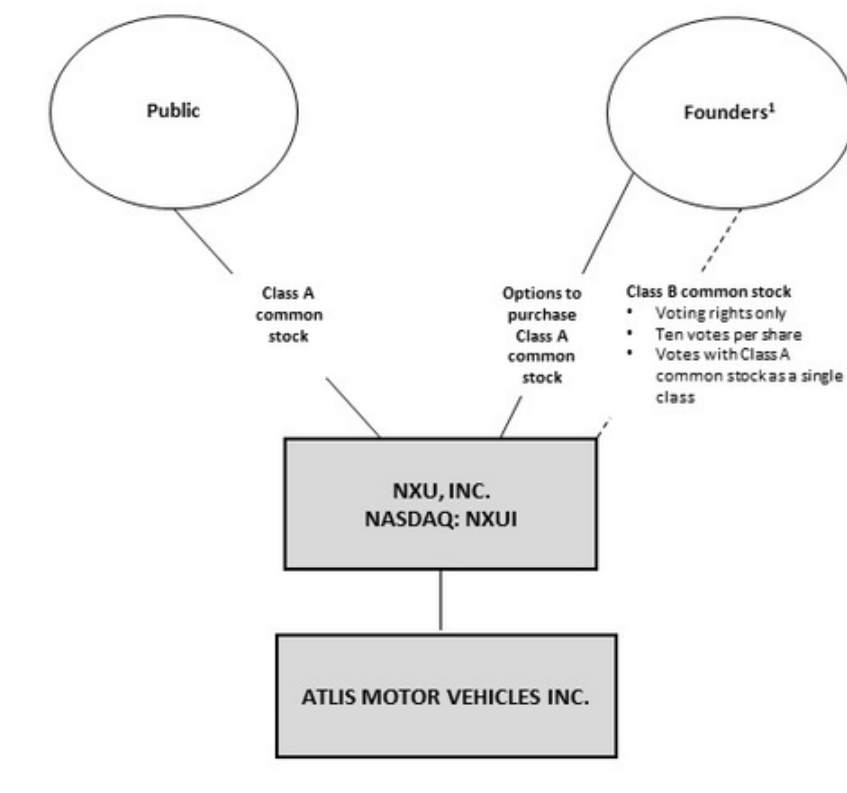 Public
Founders¹
Class A
common
stock
Options to
purchase
Class A
common
stock
Class B common stock
• Voting rights only
• Ten votes per share
• Votes with Class A
common stock as a single
class
NXU, INC.
NASDAQ: NXUI
ATLIS MOTOR VEHICLES INC.